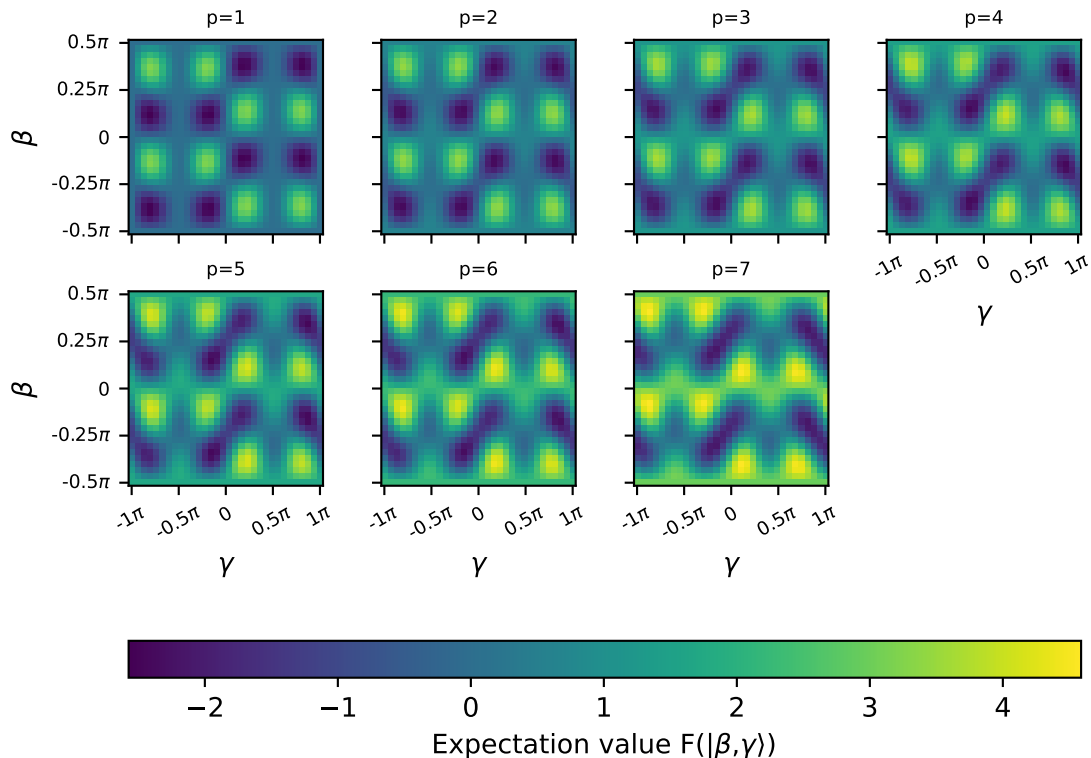 p=1 p=2 p=3 p=4
0.5π
0.25π
β 0
-0.25π
-0.5π
-1π -0.5π 0 0.5π 1π
γ
p=5 p=6 p=7
0.5π
0.25π
β 0
-0.25π
-0.5π
-1π -0.5π 0 0.5π 1π -1π -0.5π 0 0.5π 1π -1π -0.5π 0 0.5π 1π
γ γ γ
−2 −1 0 1 2 3 4
Expectation value F(|β,γ⟩)